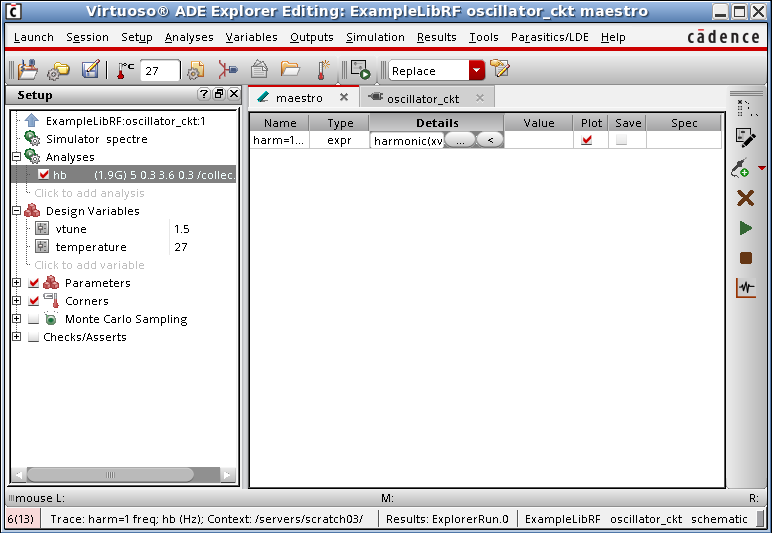 Virtuoso® ADE Explorer Editing: ExampleLibRF oscillator_ckt maestro
Launch Session Setup Analyses Variables Outputs Simulation Results Tools Parasitics/LDE Help cādence
27 Replace
Setup
maestro oscillator_ckt
ExampleLibRF:oscillator_ckt:1
Simulator spectre
Analyses
hb (1.9G) 5 0.3 3.6 0.3 /collec.
Click to add analysis
Design Variables
vtune 1.5
temperature 27
Click to add variable
Parameters
Corners
Monte Carlo Sampling
Checks/Asserts
Name Type Details Value Plot Save Spec
harm=1... expr harmonic(xv ... <
mouse L: M: R:
6(13) Trace: harm=1 freq; hb (Hz); Context: /servers/scratch03/ Results: ExplorerRun.0 ExampleLibRF oscillator_ckt schematic